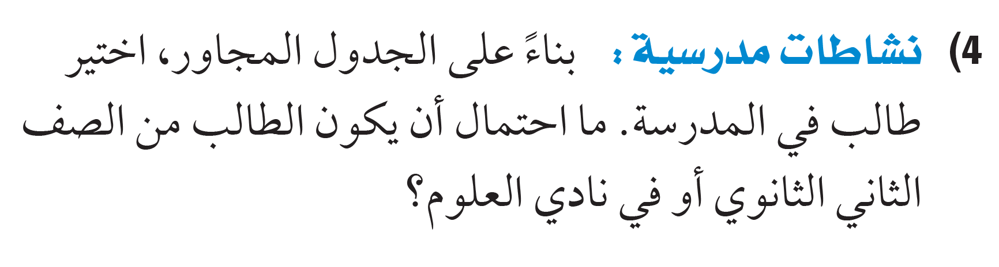 4) نشاطات مدرسية : بناءً على الجدول المجاور، اختير
طالب في المدرسة. ما احتمال أن يكون الطالب من الصف
الثاني الثانوي أو في نادي العلوم؟